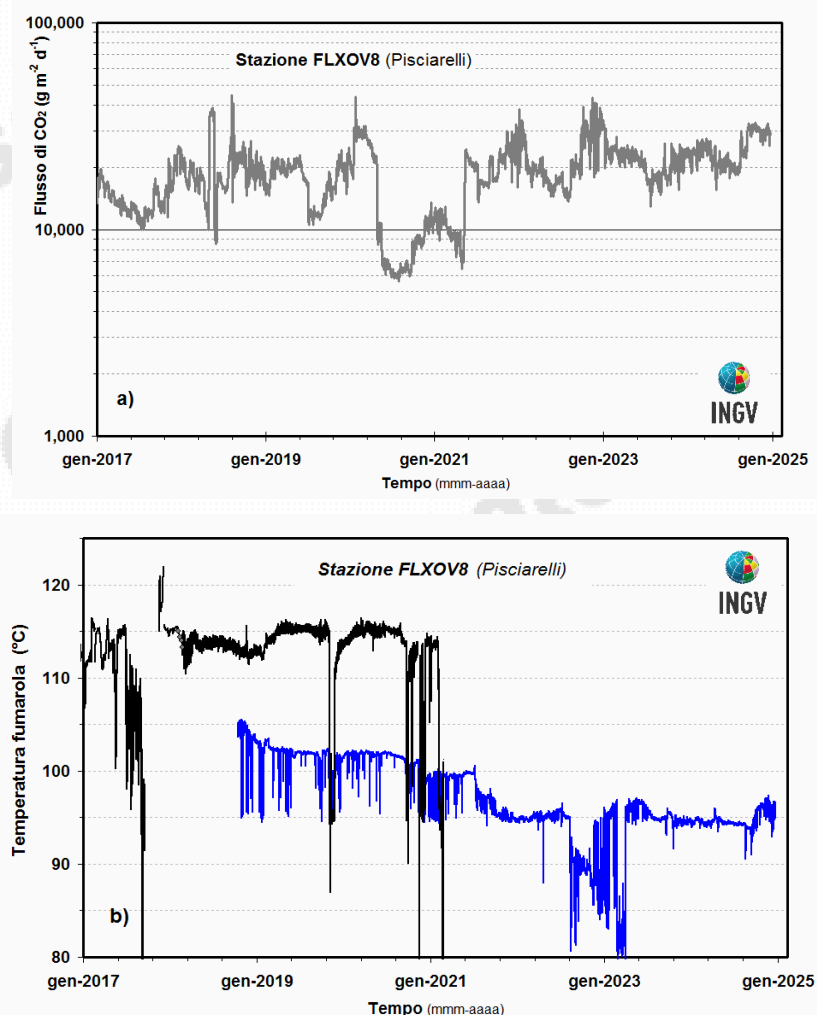 100,000
Stazione FLXOV8 (Pisciarelli)
Flusso di CO₂ (g m⁻² d⁻¹)
10,000
a)
INGV
1,000
gen-2017 gen-2019 gen-2021 gen-2023 gen-2025
Tempo (mmm-aaaa)
Stazione FLXOV8 (Pisciarelli)
120
INGV
110
Temperatura fumarola (°C)
100
90
b)
80
gen-2017 gen-2019 gen-2021 gen-2023 gen-2025
Tempo (mmm-aaaa)